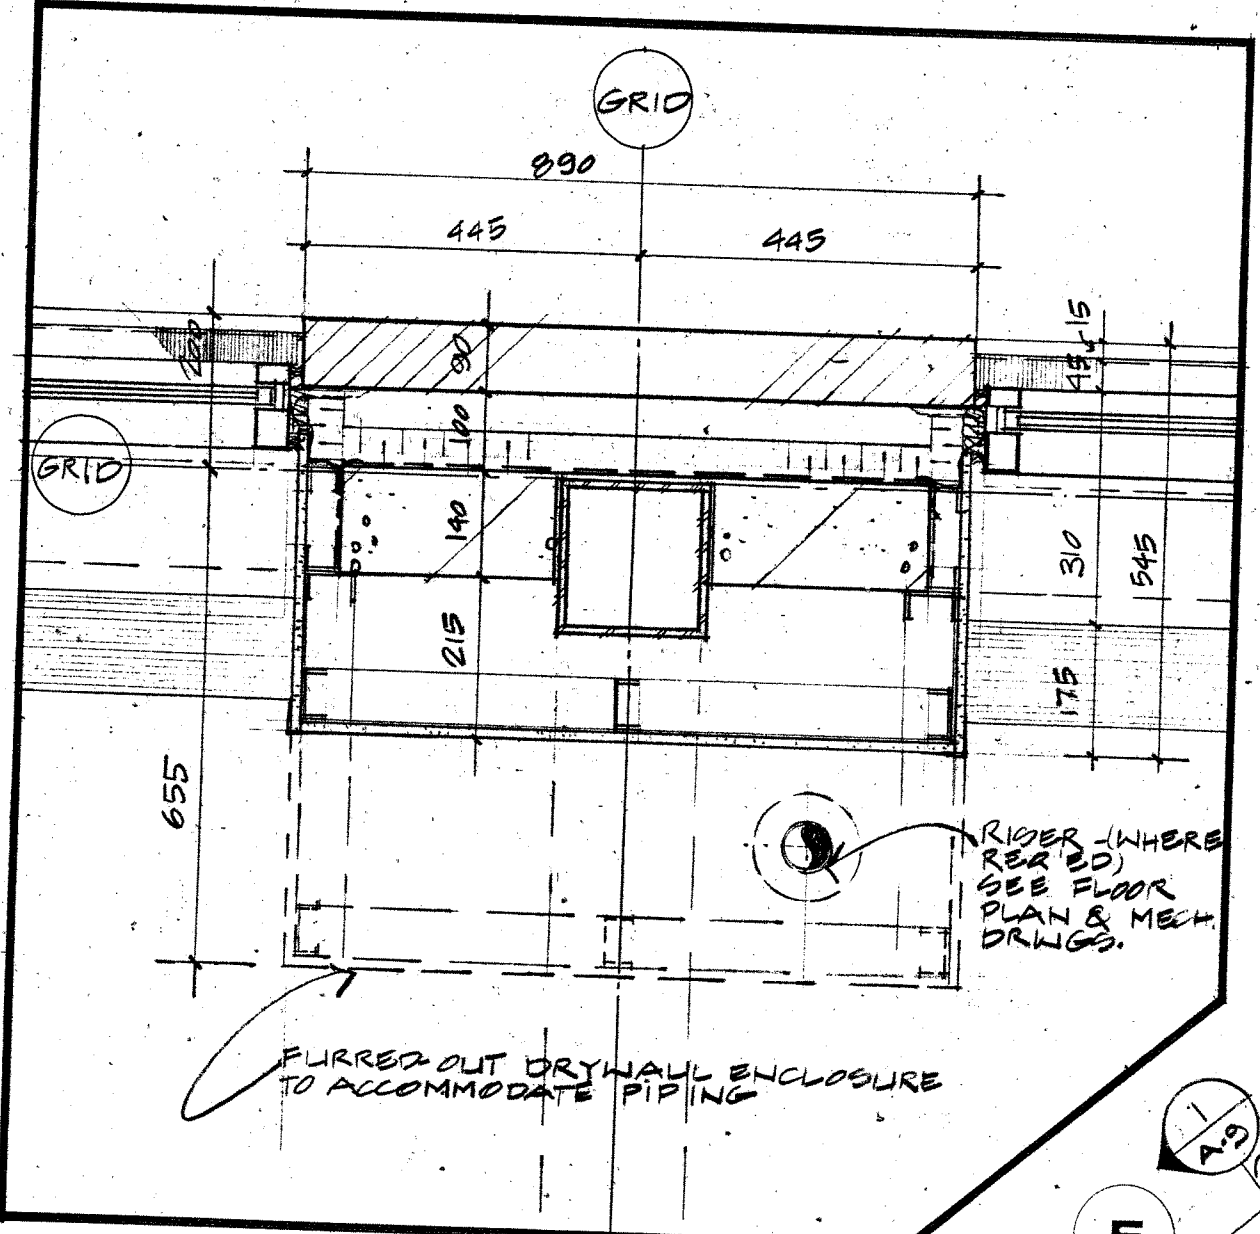 GRID
890
445
445
200
90
45
15
100
GRID
140
310
545
215
175
655
RISER (WHERE
REQ'ED)
SEE FLOOR
PLAN & MECH.
DRWGS.
FURRED-OUT DRYWALL ENCLOSURE
TO ACCOMMODATE PIPING
1
A-9